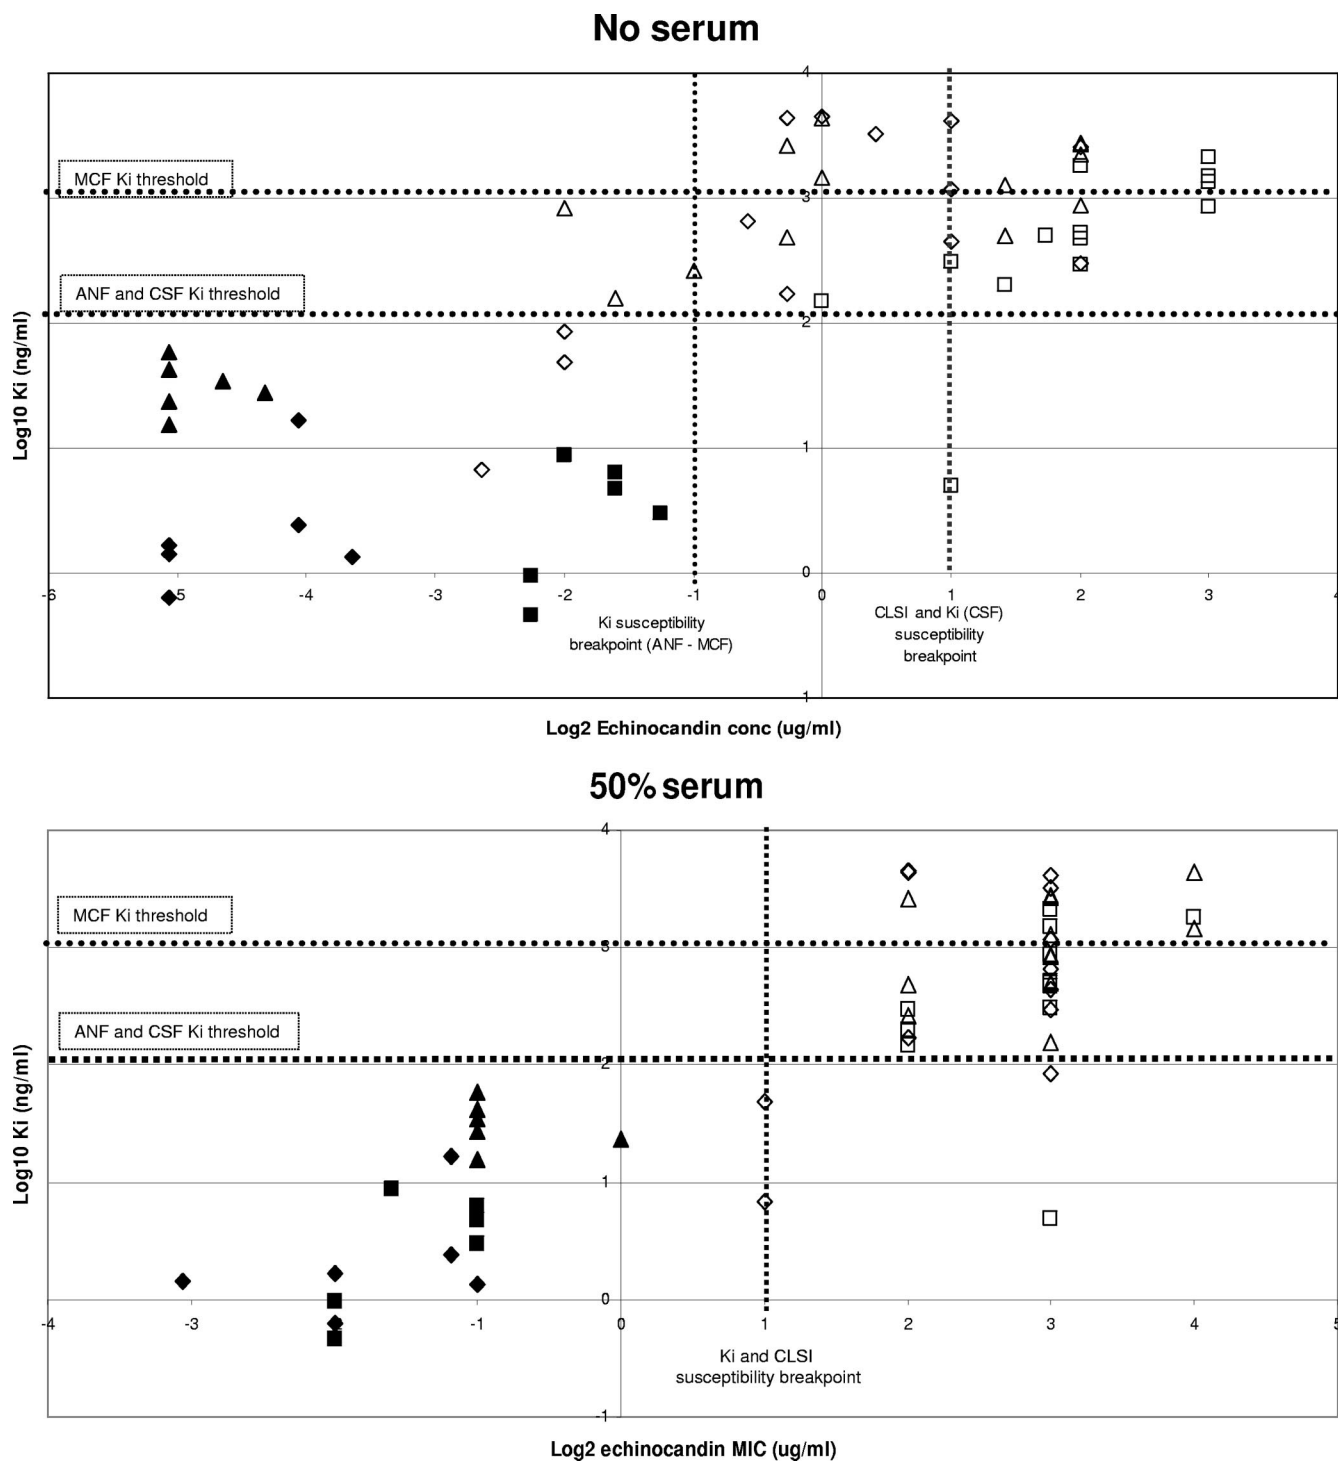 No serum
4
MCF Ki threshold
3
ANF and CSF Ki threshold
2
Log10 Ki (ng/ml)
1
0
-6 -5 -4 -3 -2 -1 0 1 2 3 4
Ki susceptibility
breakpoint (ANF - MCF)
CLSI and Ki (CSF)
susceptibility
breakpoint
1
Log2 Echinocandin conc (ug/ml)
50% serum
4
MCF Ki threshold
3
ANF and CSF Ki threshold
2
Log10 Ki (ng/ml)
1
0
-4 -3 -2 -1 0 1 2 3 4 5
Ki and CLSI
susceptibility breakpoint
-1
Log2 echinocandin MIC (ug/ml)